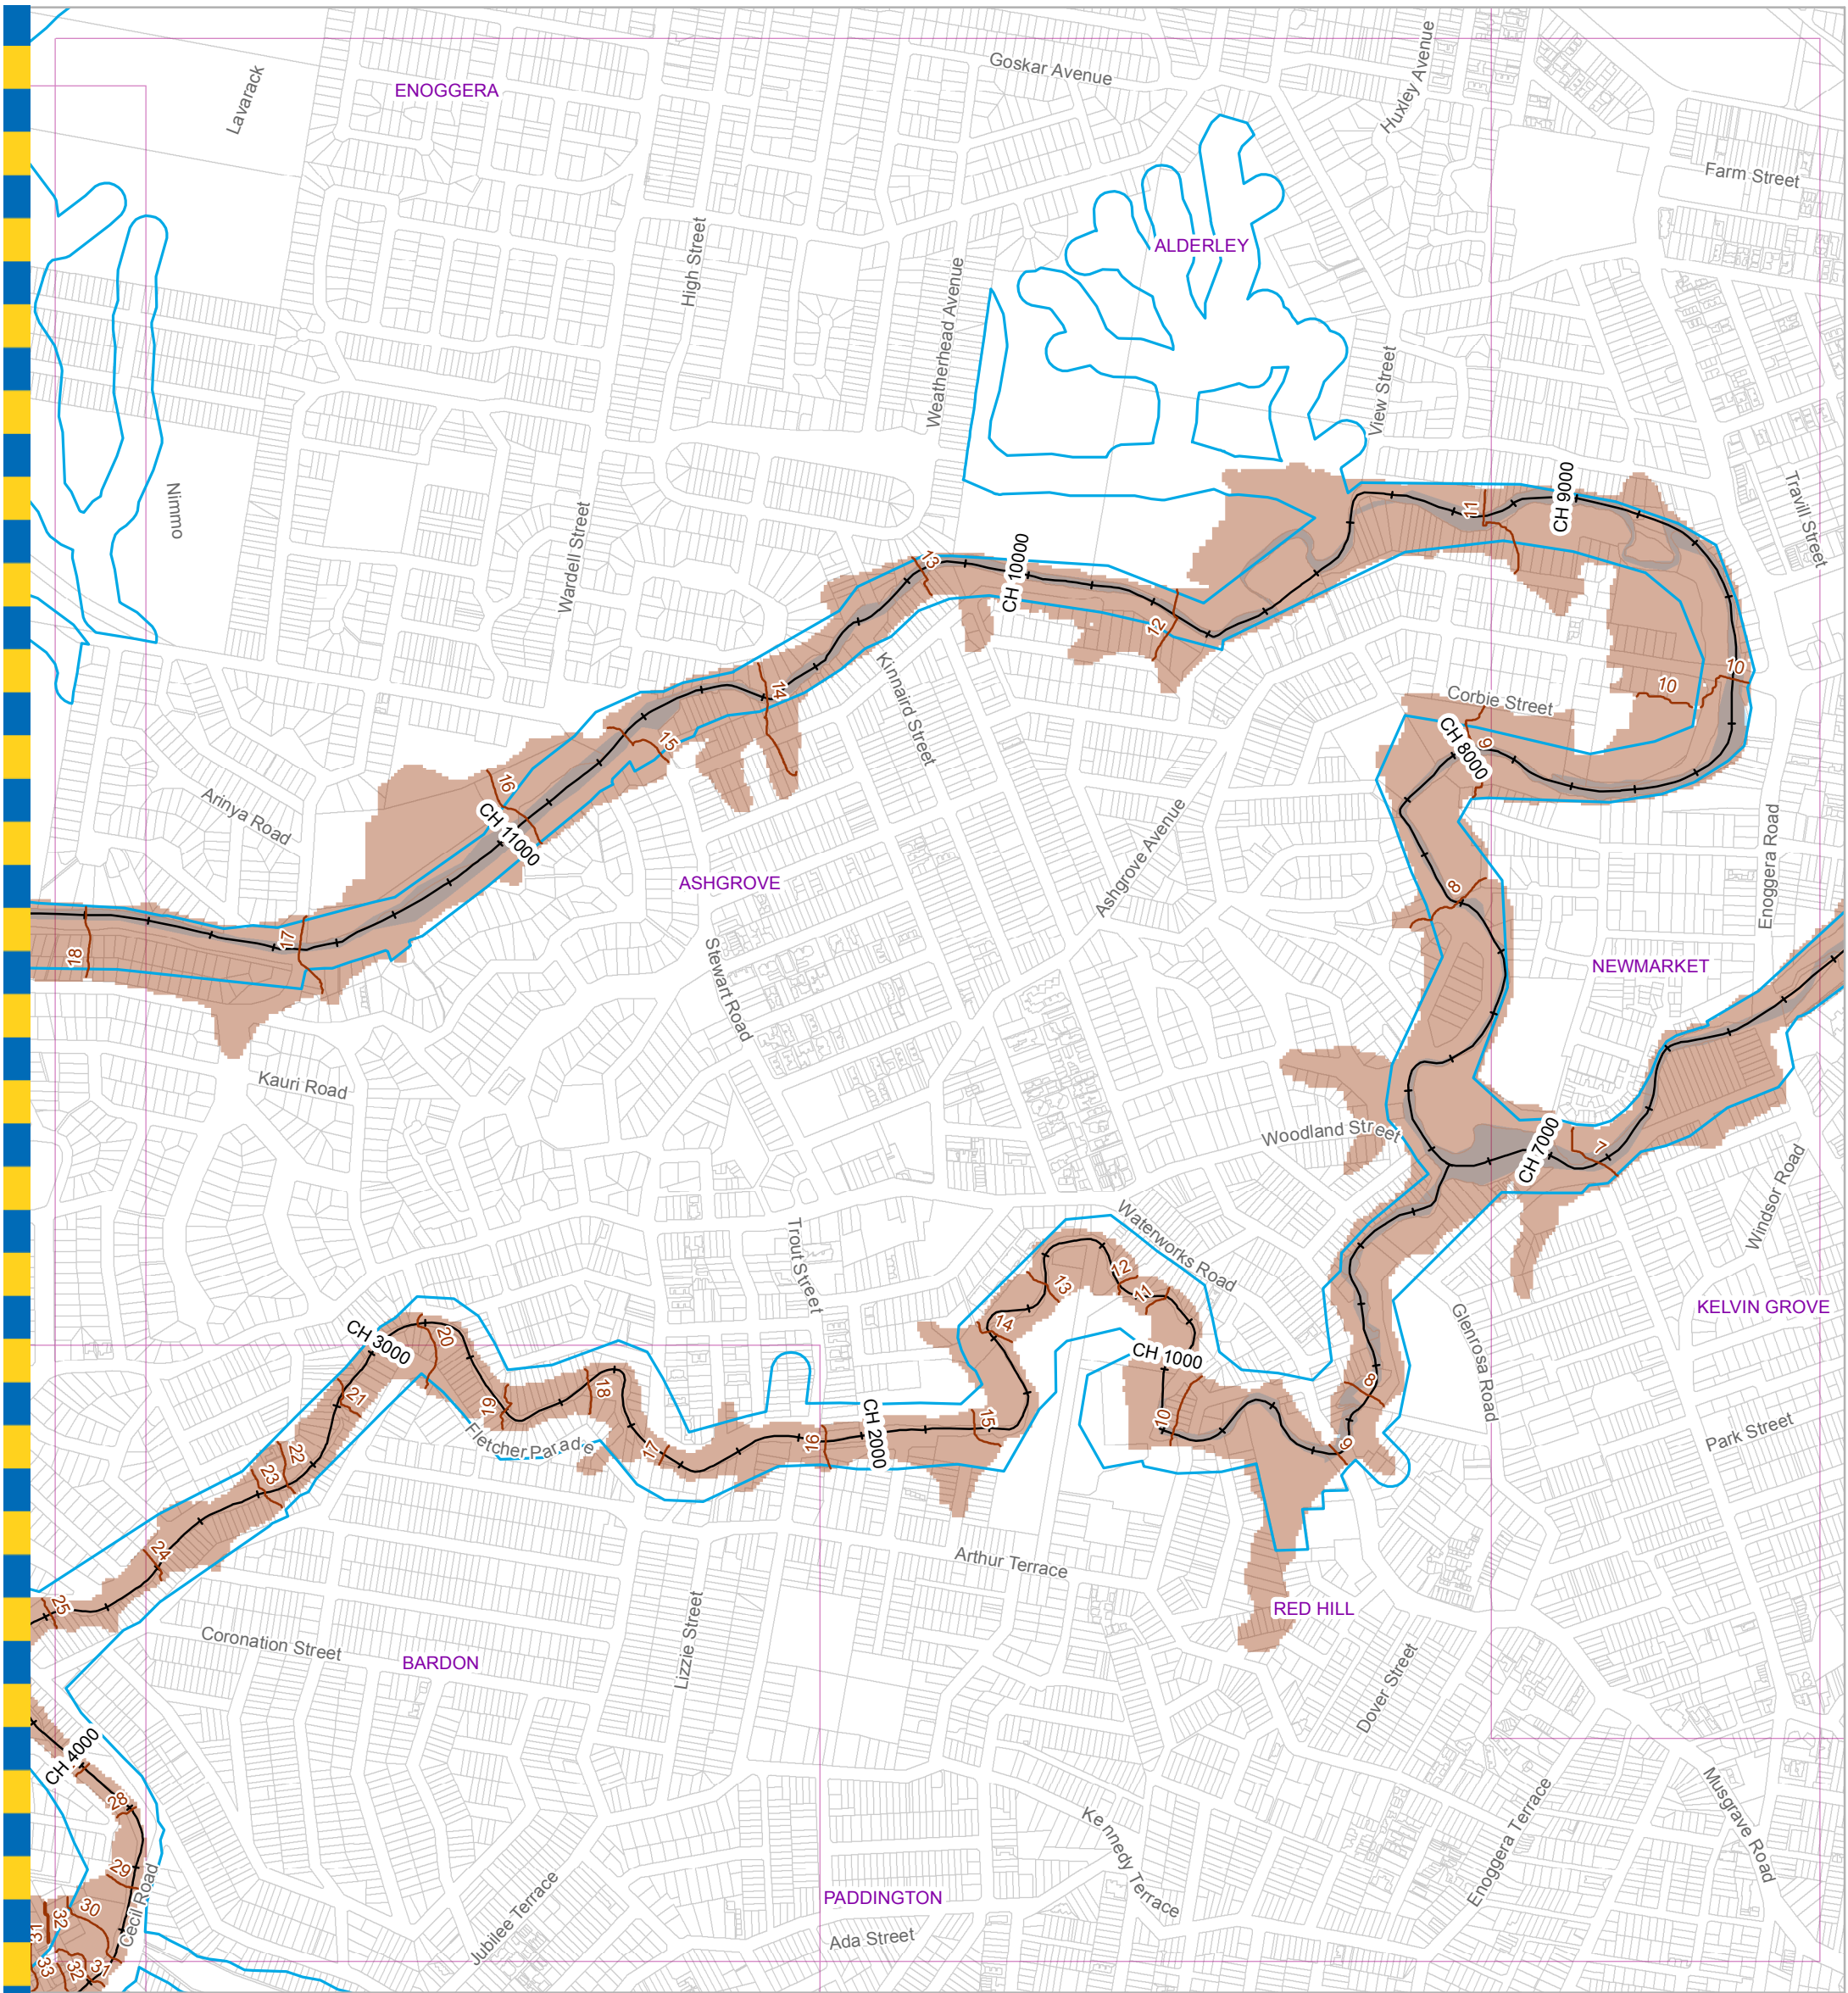 Goskar Avenue
Huxley Avenue
Lavarack
ENOGGERA
Farm Street
High Street
ALDERLEY
Weatherhead Avenue
View Street
Nimmo
Wardell Street
11
CH 9000
Travill Street
13
CH 10000
12
Kinnaird Street
14
15
10
10
Corbie Street
9
CH 8000
16
CH 11000
Arinya Road
ASHGROVE
Ashgrove Avenue
8
Enoggera Road
17
18
Stewart Road
NEWMARKET
Kauri Road
Woodland Street
CH 7000
7
Windsor Road
Trout Street
Waterworks Road
12
11
13
14
KELVIN GROVE
Glenrosa Road
CH 3000
20
CH 1000
21
19
18
8
10
15
16
CH 2000
17
Fletcher Parade
9
Park Street
22
23
24
25
Arthur Terrace
Lizzie Street
RED HILL
Coronation Street
BARDON
Dover Street
CH 4000
28
29
Cecil Road
30
32
31
33
32
31
Jubilee Terrace
PADDINGTON
Ada Street
Kennedy Terrace
Enoggera Terrace
Musgrave Road